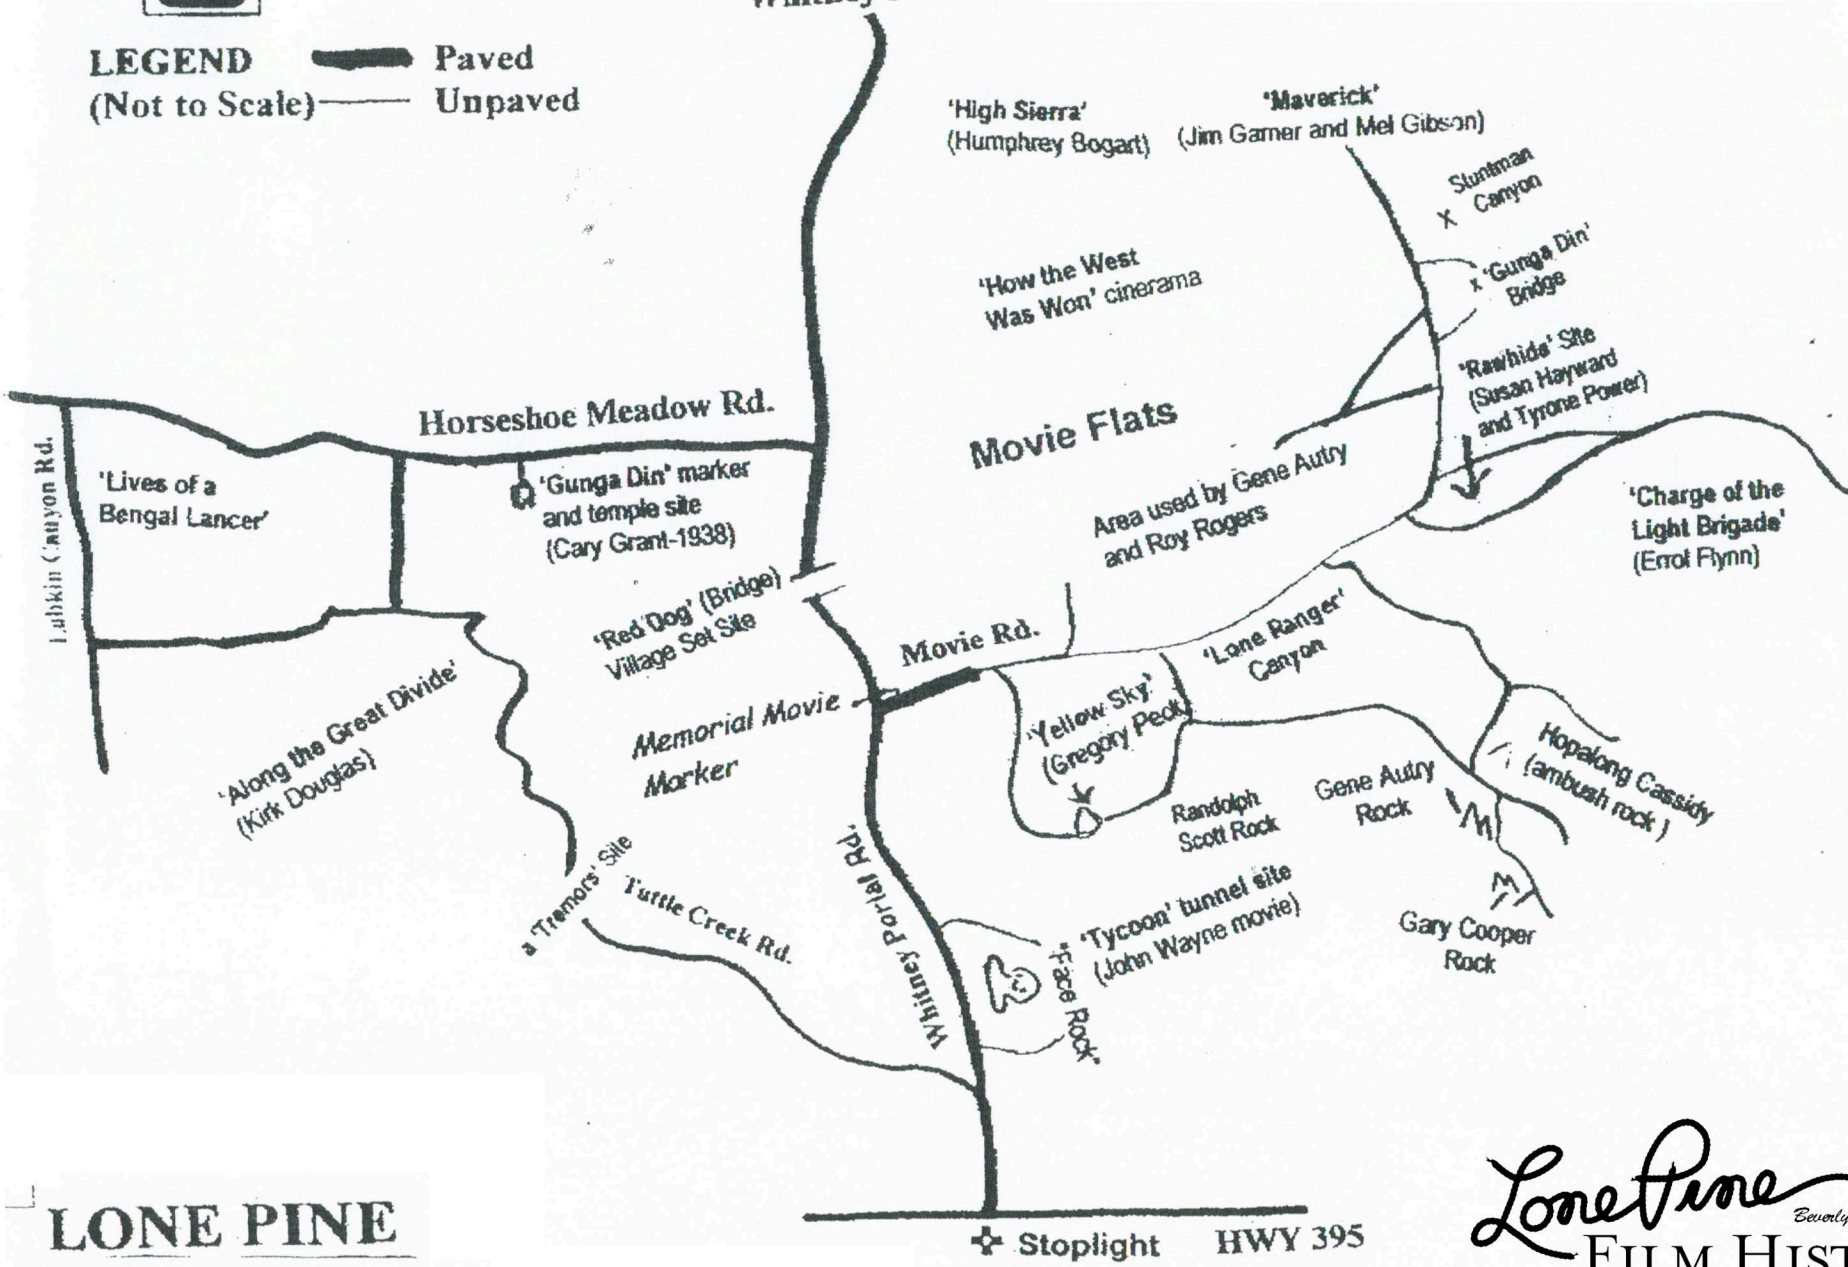 LEGEND
Paved
(Not to Scale)
Unpaved
'High Sierra'
(Humphrey Bogart)
'Maverick'
(Jim Garner and Mel Gibson)
Stuntman
Canyon
X
'Gunga Din'
x
Bridge
'How the West
Was Won' cinerama
'Rawhide' Site
(Susan Hayward
and Tyrone Power)
Horseshoe Meadow Rd.
Movie Flats
Lubkin Canyon Rd.
'Lives of a
Bengal Lancer'
'Gunga Din" marker
and temple site
(Cary Grant-1938)
Area used by Gene Autry
and Roy Rogers
'Charge of the
Light Brigade'
(Errol Flynn)
'Red Dog' (Bridge)
Village Set Site
Movie Rd.
'Lone Ranger'
Canyon
Memorial Movie
Marker
'Yellow Sky'
(Gregory Peck)
'Along the Great Divide'
(Kirk Douglas)
Hopalong Cassidy
(ambush rock)
Gene Autry
Rock
Randolph
Scott Rock
a 'Tremors' Site
Tuttle Creek Rd.
Whitney Portal Rd.
'Tycoon' tunnel site
(John Wayne movie)
"Face Rock"
Gary Cooper
Rock
LONE PINE
Stoplight
HWY 395
Lone Pine
Beverly
FILM HIST